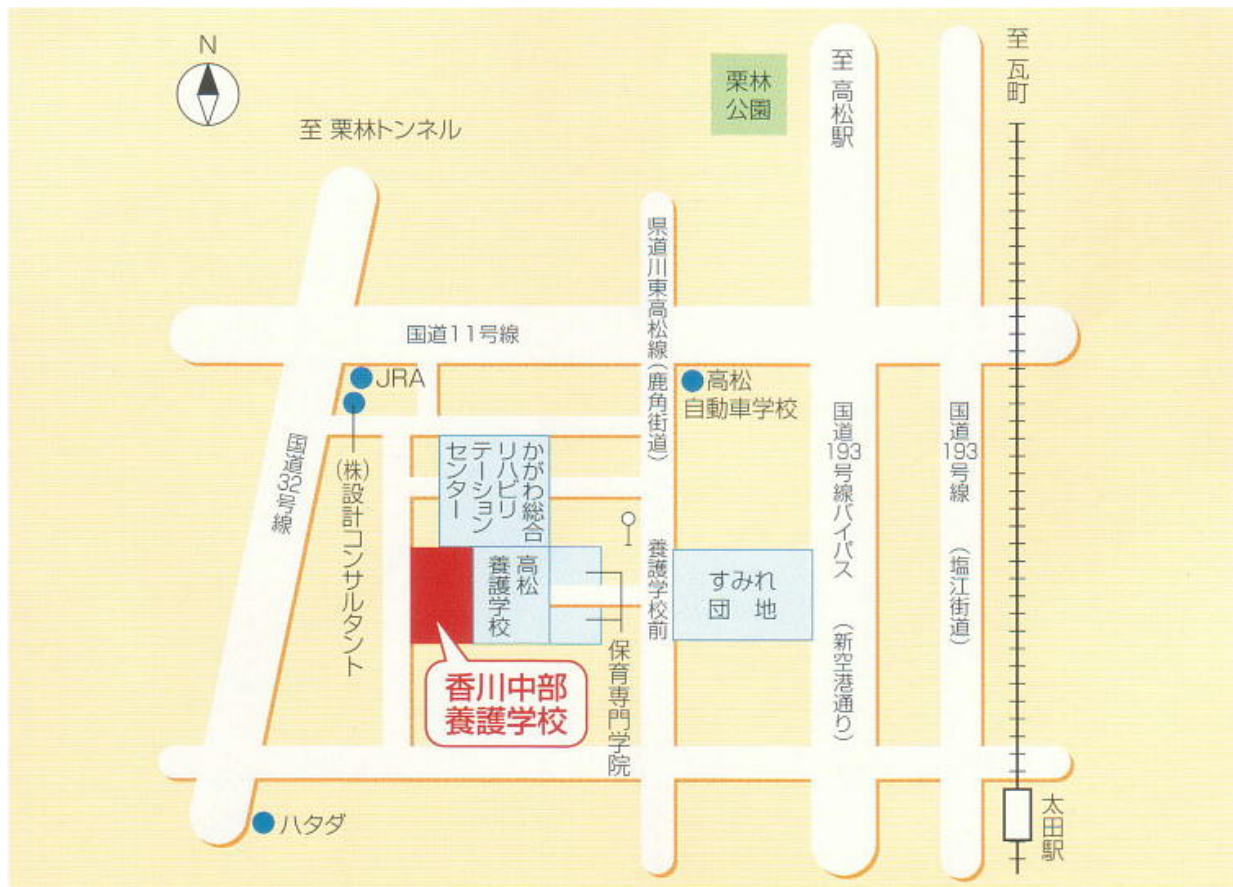 N
至 栗林トンネル
栗林
公園
至 高松駅
至 瓦町
国道11号線
県道川東高松線(鹿角街道)
JRA
高松
自動車学校
国道32号線
(株)設計コンサルタント
かがわ総合
リハビリ
テーション
センター
国道193号線バイパス (新空港通り)
国道193号線 (塩江街道)
高松
養護学校
養護学校前
すみれ
団地
保育専門学院
香川中部
養護学校
ハタダ
太田駅